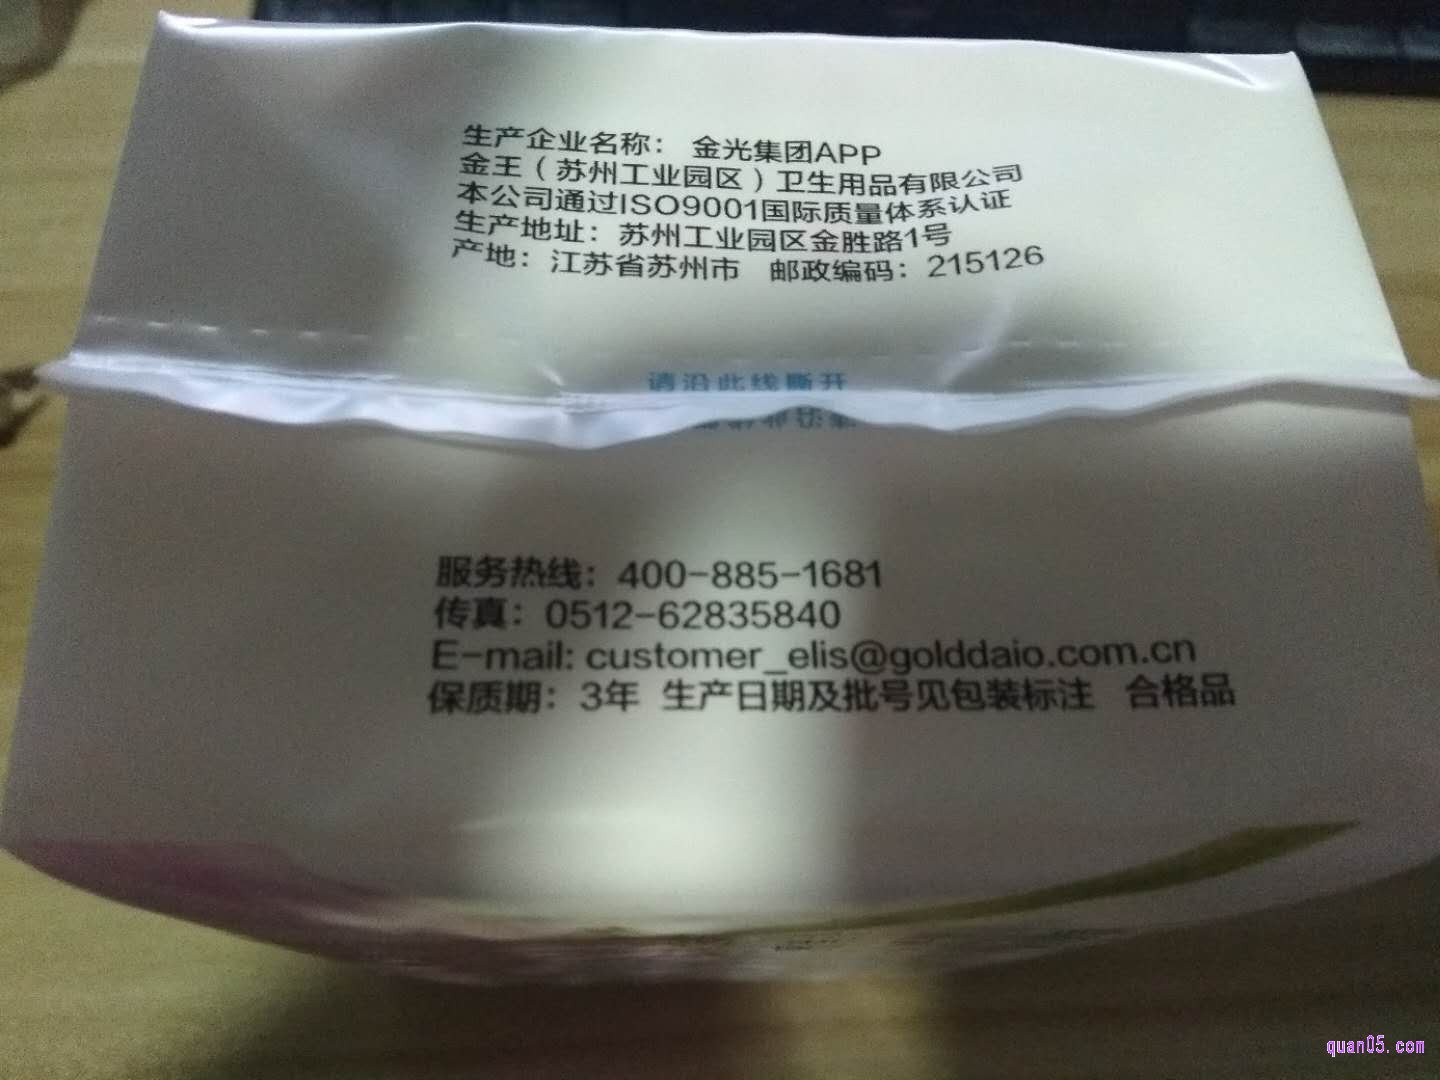 生产企业名称： 金光集团APP
金王（苏州工业园区）卫生用品有限公司
本公司通过ISO9001国际质量体系认证
生产地址：苏州工业园区金胜路1号
产地：江苏省苏州市 邮政编码：215126
请沿此线撕开
服务热线：400-885-1681
传真：0512-62835840
E-mail: customer_elis@golddaio.com.cn
保质期：3年 生产日期及批号见包装标注 合格品
quan05.com